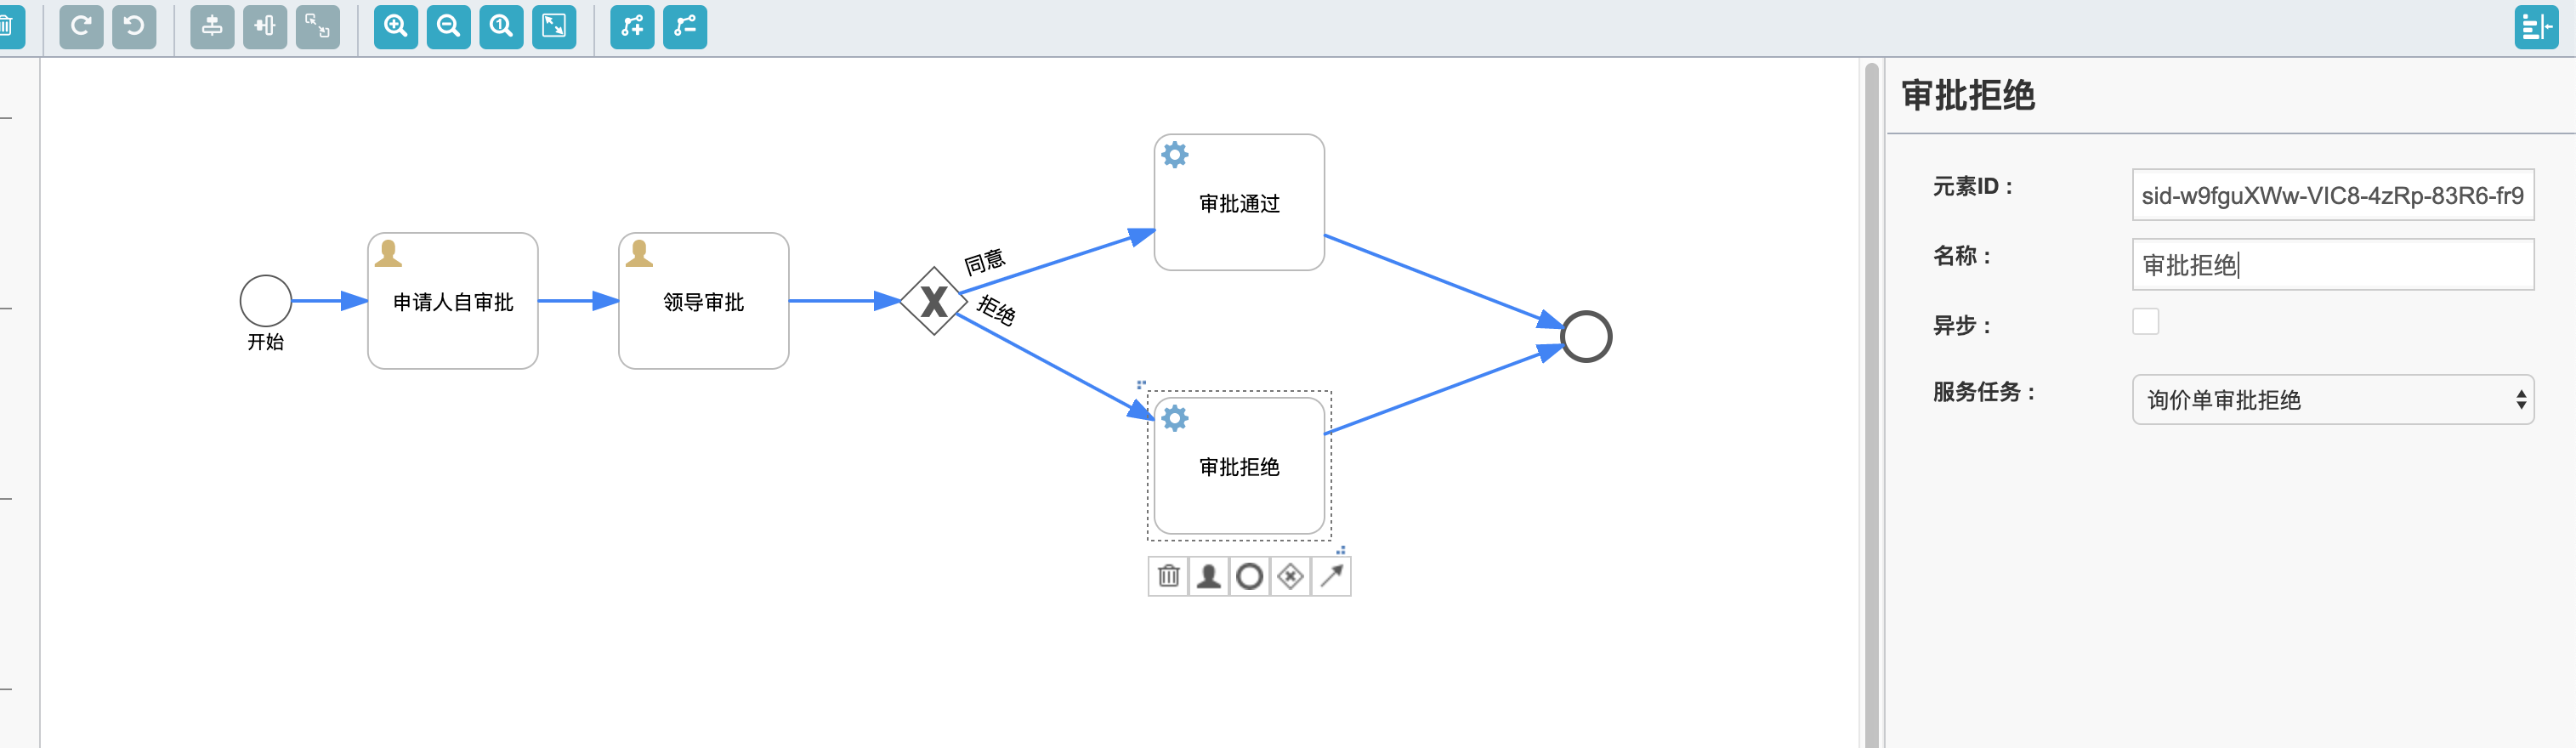 开始
申请人自审批
领导审批
X
同意
拒绝
审批通过
审批拒绝
审批拒绝
元素ID：
sid-w9fguXWw-VIC8-4zRp-83R6-fr9
名称：
审批拒绝
异步：
服务任务：
询价单审批拒绝